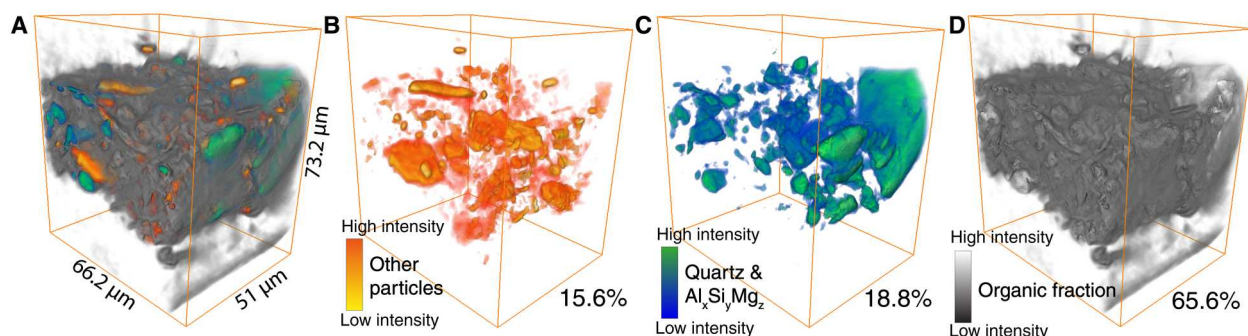 A
B
C
D
73.2 μm
66.2 μm
51 μm
High intensity
Other
particles
Low intensity
15.6%
High intensity
Quartz &
AlxSiyMgz
Low intensity
18.8%
High intensity
Organic fraction
Low intensity
65.6%